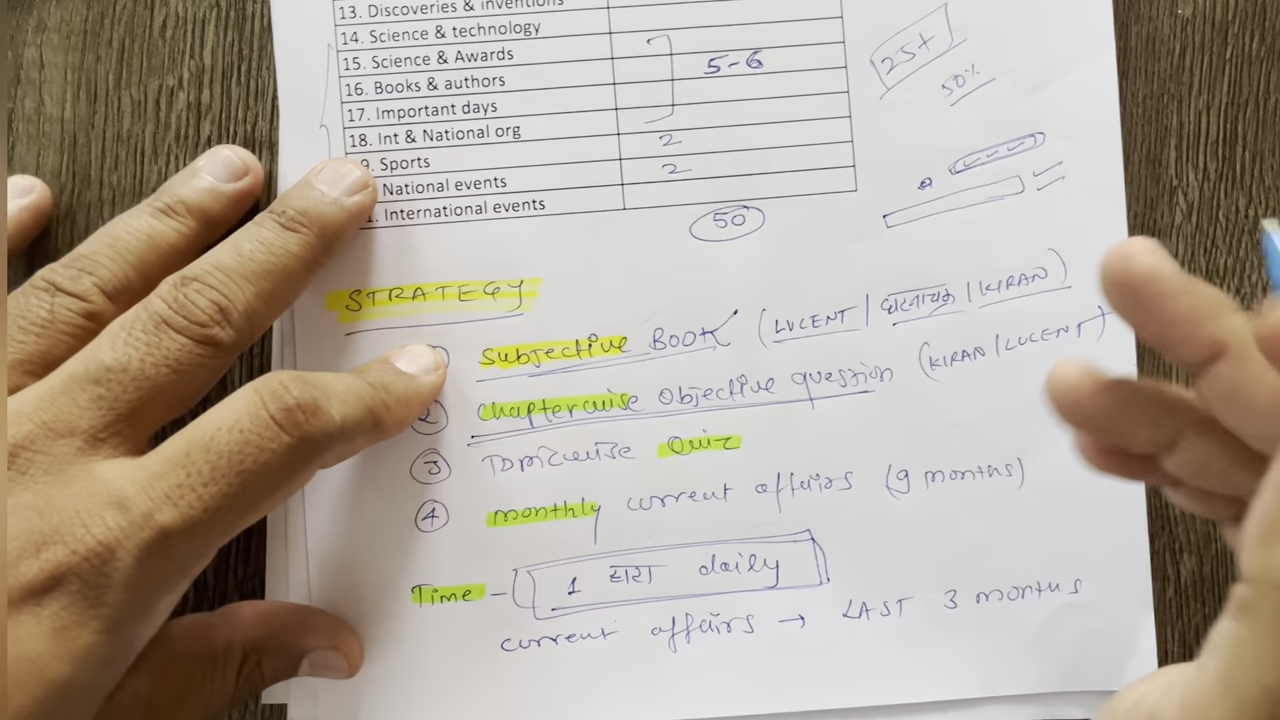 13. Discoveries & inventions
14. Science & technology
15. Science & Awards
16. Books & authors
17. Important days
5-6
18. Int & National org
2
9. Sports
2
National events
1. International events
50
25+
50%
STRATEGY
Subjective BOOK (LUCENT / घटनाचक्र / KIRAN)
2 Chapterwise Objective question (KIRAN / LUCENT)
3 Topicwise Quiz
4 monthly current affairs (9 months)
Time - 1 घंटा daily
current affairs → LAST 3 months